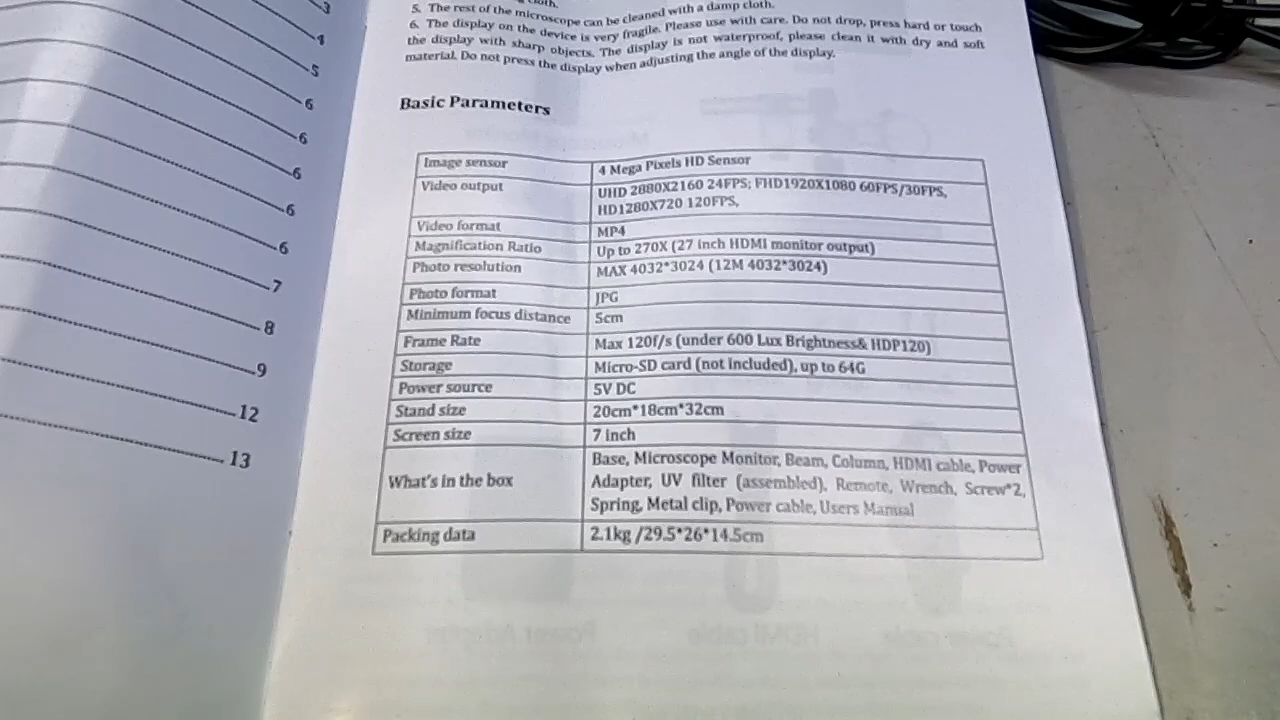 3
4
5
6
6
6
6
6
7
8
9
12
13
cloth.
5. The rest of the microscope can be cleaned with a damp cloth.
6. The display on the device is very fragile. Please use with care. Do not drop, press hard or touch
the display with sharp objects. The display is not waterproof, please clean it with dry and soft
material. Do not press the display when adjusting the angle of the display.
Basic Parameters
Image sensor 4 Mega Pixels HD Sensor
Video output UHD 2880X2160 24FPS; FHD1920X1080 60FPS/30FPS,
HD1280X720 120FPS,
Video format MP4
Magnification Ratio Up to 270X (27 inch HDMI monitor output)
Photo resolution MAX 4032*3024 (12M 4032*3024)
Photo format JPG
Minimum focus distance 5cm
Frame Rate Max 120f/s (under 600 Lux Brightness& HDP120)
Storage Micro-SD card (not included), up to 64G
Power source 5V DC
Stand size 20cm*18cm*32cm
Screen size 7 inch
What's in the box Base, Microscope Monitor, Beam, Column, HDMI cable, Power
Adapter, UV filter (assembled), Remote, Wrench, Screw*2,
Spring, Metal clip, Power cable, Users Manual
Packing data 2.1kg /29.5*26*14.5cm